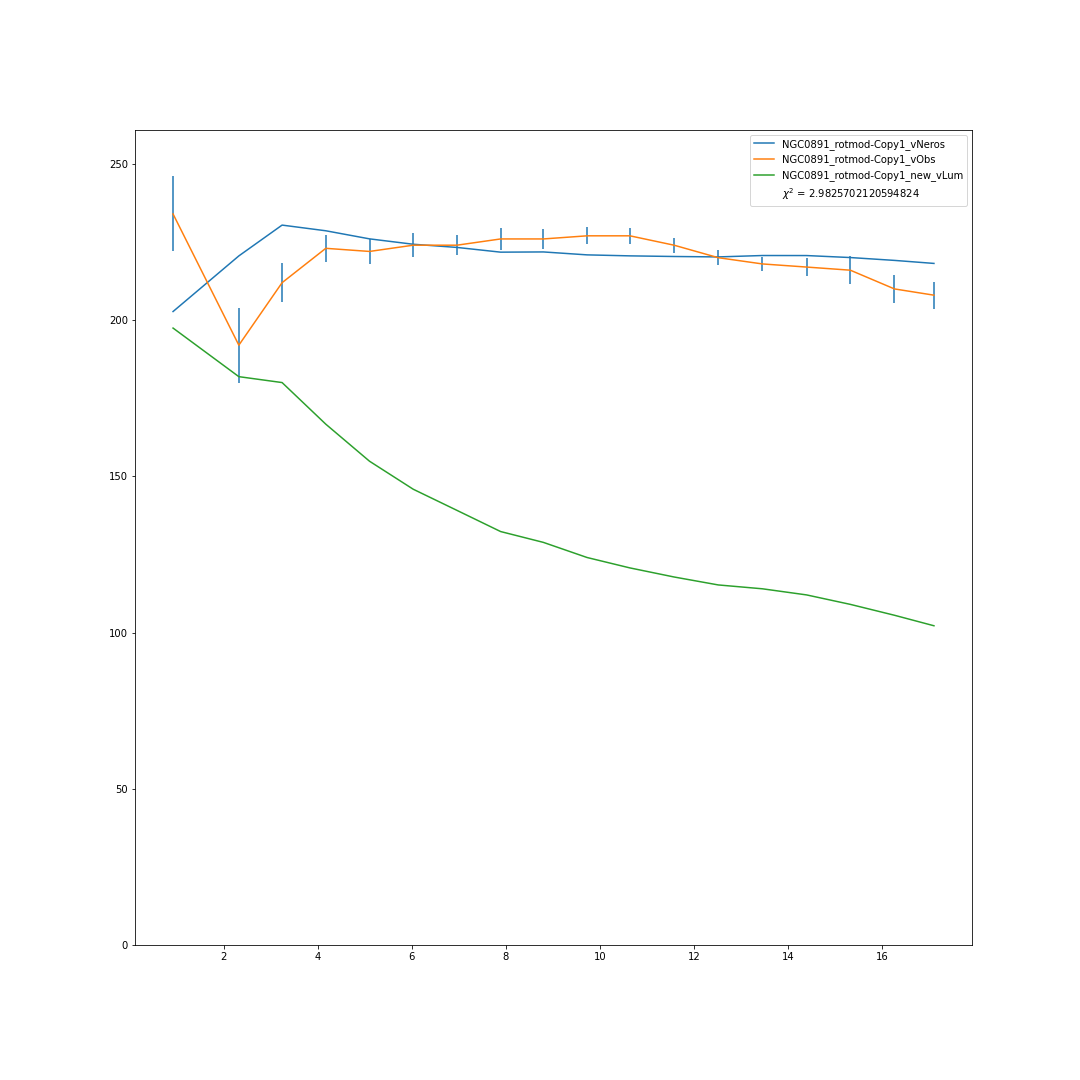 NGC0891_rotmod-Copy1_vNeros
NGC0891_rotmod-Copy1_vObs
NGC0891_rotmod-Copy1_new_vLum
χ² = 2.9825702120594824
250
200
150
100
50
0
2 4 6 8 10 12 14 16